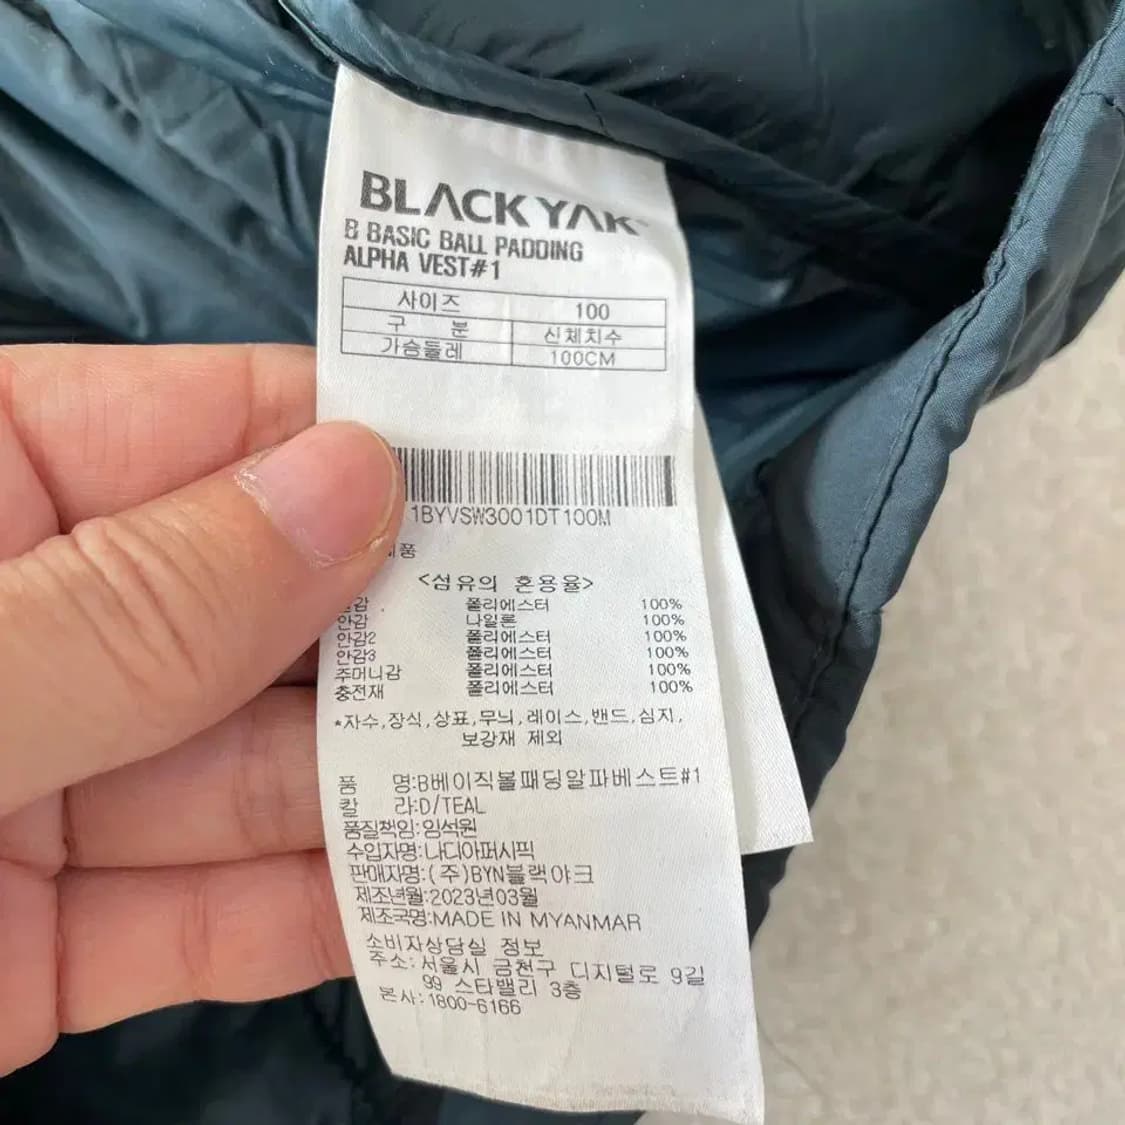 BLACKYAK
B BASIC BALL PADDING
ALPHA VEST#1
사이즈 100
구 분 신체치수
가슴둘레 100CM
1BYVSW3001DT100M
<섬유의 혼용율>
폴리에스터 100%
안감 나일론 100%
안감2 폴리에스터 100%
안감3 폴리에스터 100%
주머니감 폴리에스터 100%
충전재 폴리에스터 100%
*자수,장식,상표,무늬,레이스,밴드,심지,
보강재 제외
품 명:B베이직볼패딩알파베스트#1
칼 라:D/TEAL
품질책임:임석원
수입자명:나디아퍼시픽
판매자명:(주)BYN블랙야크
제조년월:2023년03월
제조국명:MADE IN MYANMAR
소비자상담실 정보
주소:서울시 금천구 디지털로 9길
99 스타밸리 3층
본사:1800-6166